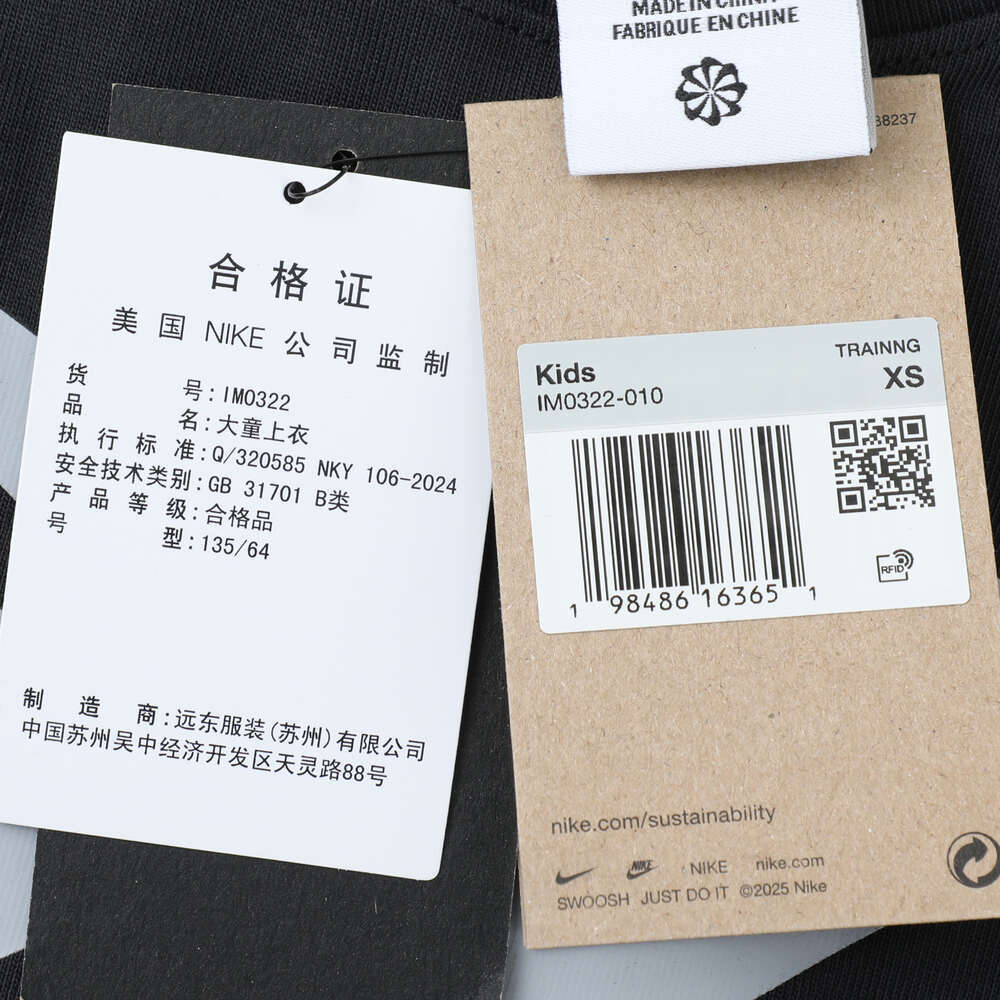 MADE IN CHINA
FABRIQUE EN CHINE
68237
合格证
美国 NIKE 公司监制
货号:IM0322
品名:大童上衣
执行标准:Q/320585 NKY 106-2024
安全技术类别:GB 31701 B类
产品等级:合格品
号型:135/64
制造商:远东服装(苏州)有限公司
中国苏州吴中经济开发区天灵路88号
TRAINNG
Kids XS
IM0322-010
RFID
1 98486 16365 1
nike.com/sustainability
NIKE NIKE nike.com
SWOOSH JUST DO IT ©2025 Nike